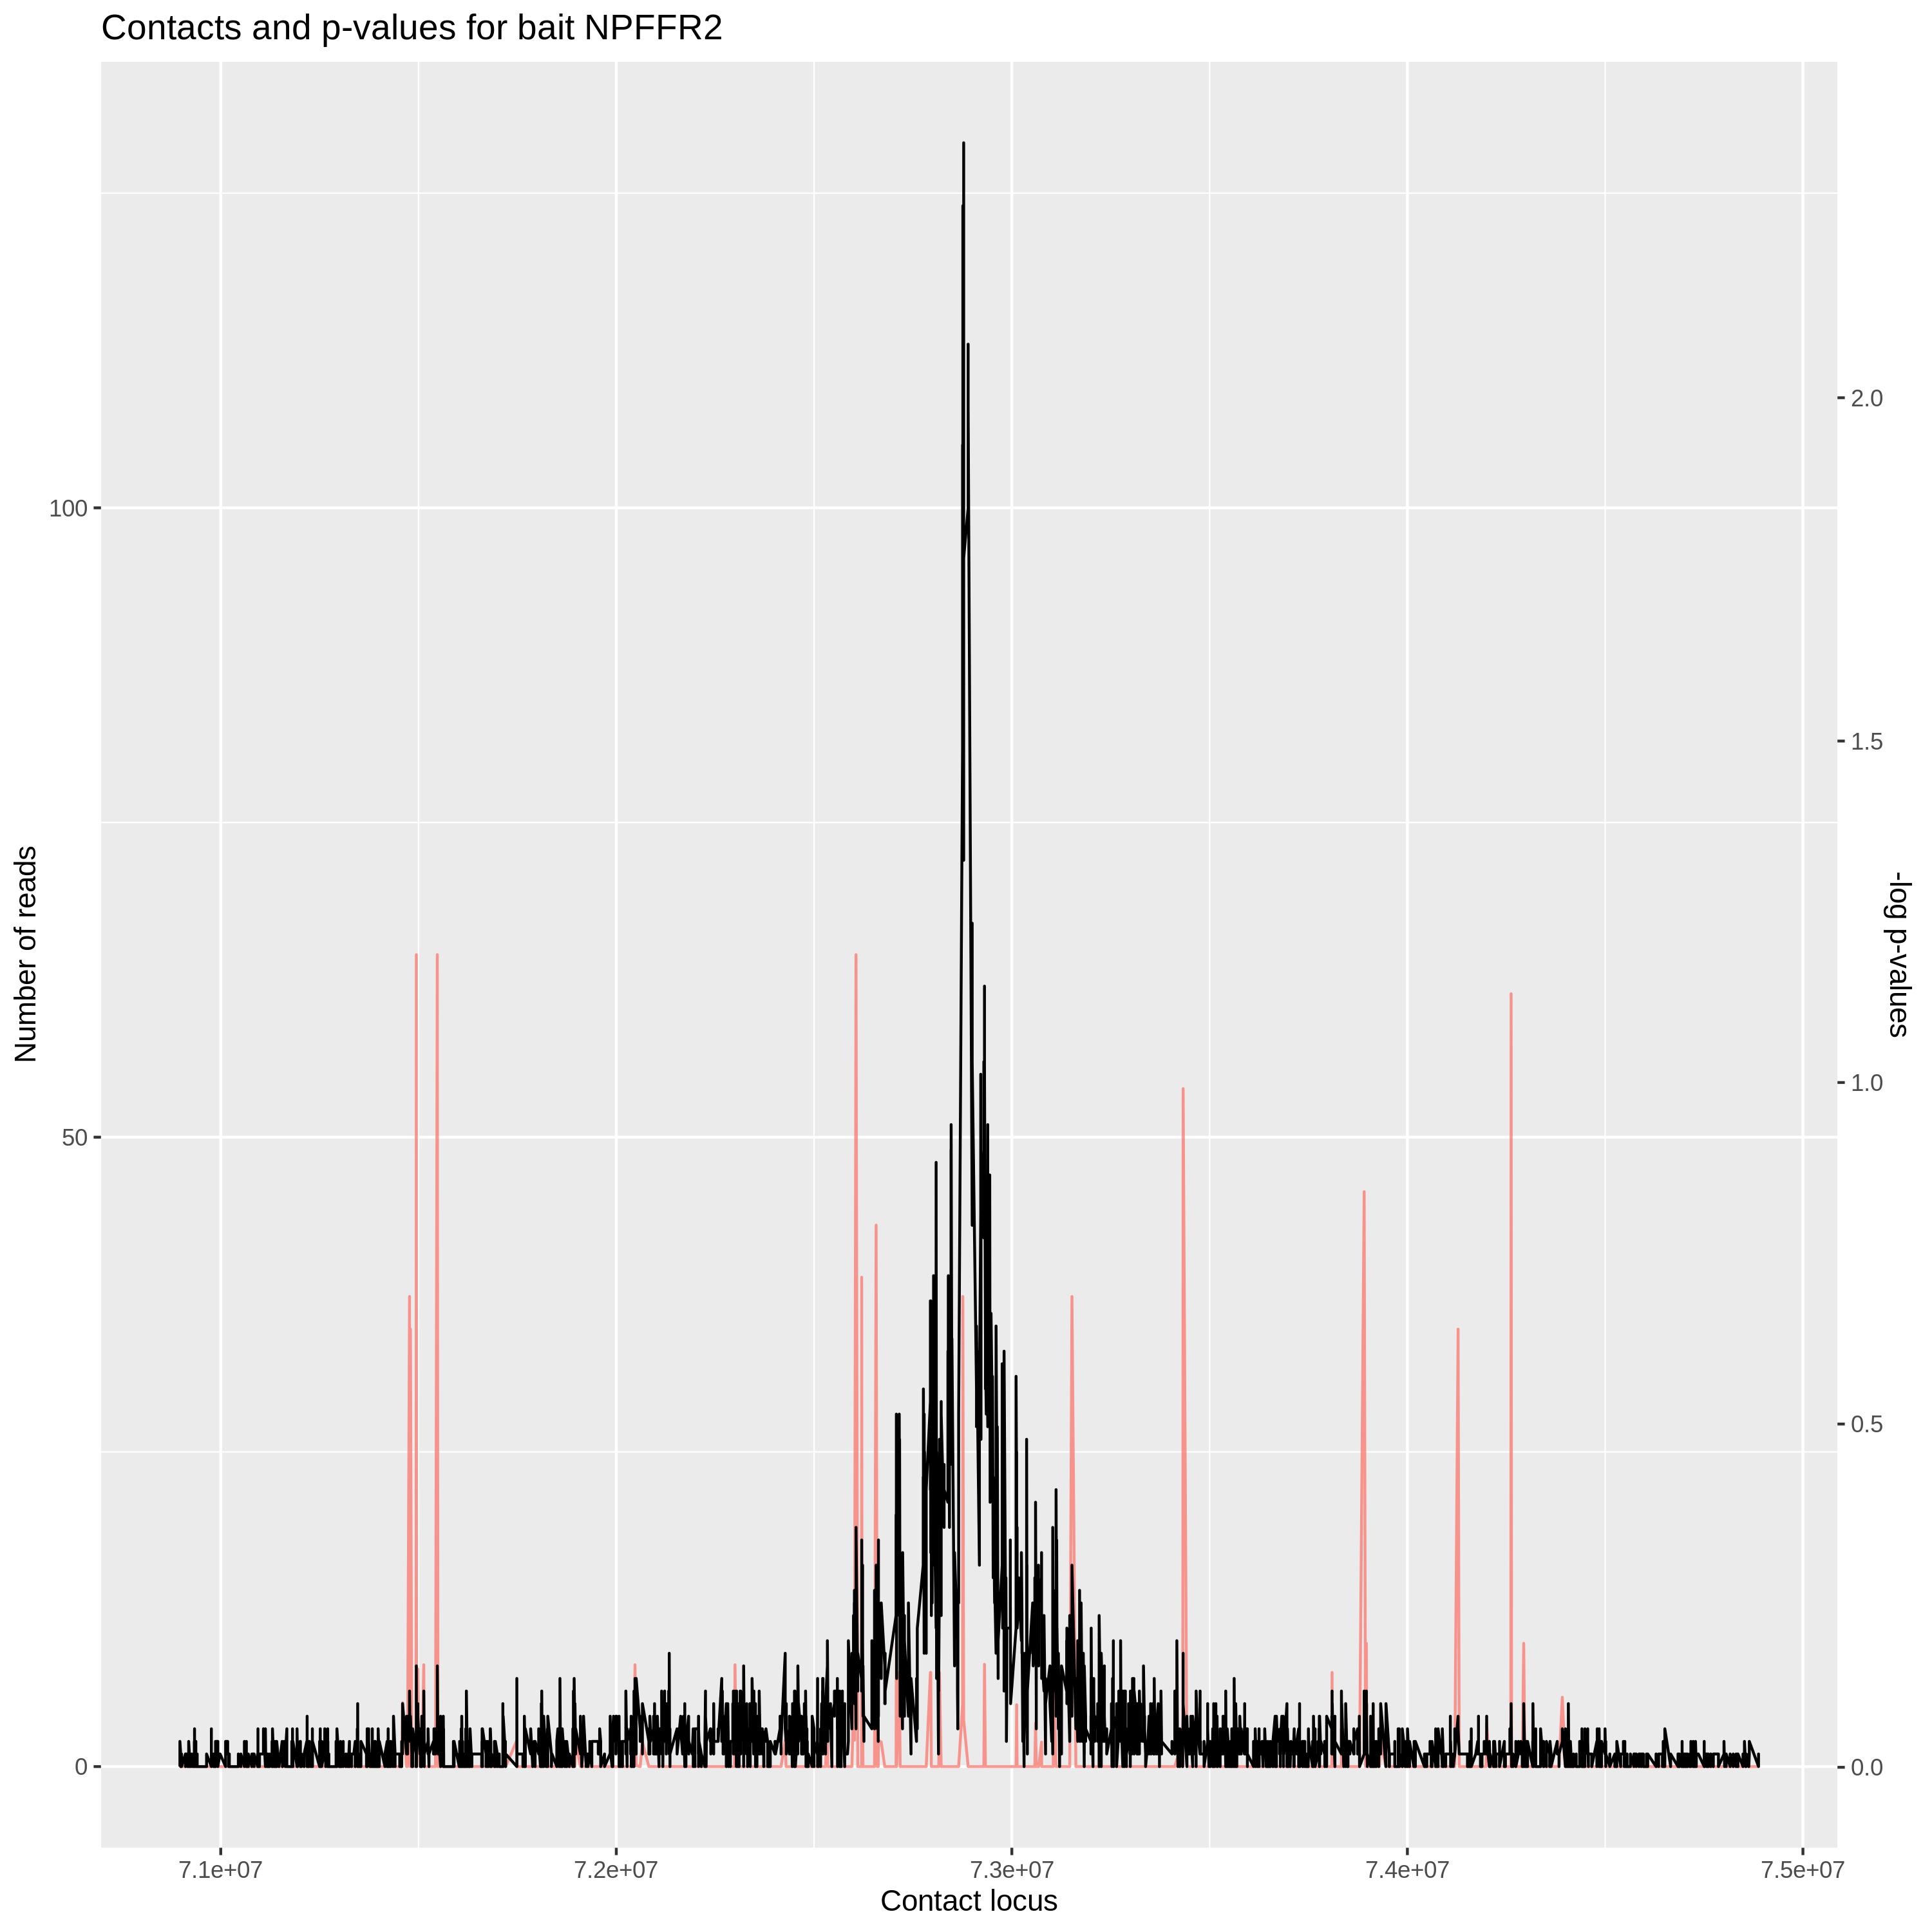 Contacts and p-values for bait NPFFR2
Number of reads
100
50
0
2.0
1.5
1.0
0.5
0.0
-log p-values
7.1e+07
7.2e+07
7.3e+07
7.4e+07
7.5e+07
Contact locus